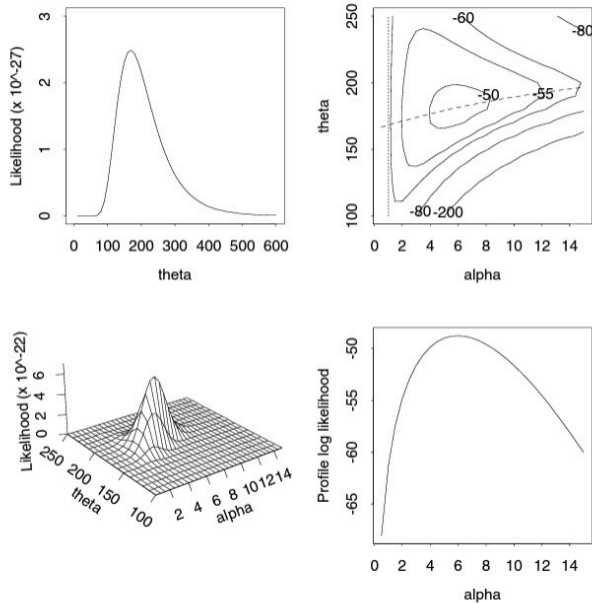 Likelihood (x 10^-27)
0 1 2 3
0 100 200 300 400 500 600
theta
theta
100 150 200 250
-60
-80
-50
-55
-80
-200
0 2 4 6 8 10 12 14
alpha
Likelihood (x 10^-22)
0 2 4 6
250 200 150 100
theta
2 4 6 8 10 12 14
alpha
Profile log likelihood
-65 -60 -55 -50
0 2 4 6 8 10 12 14
alpha